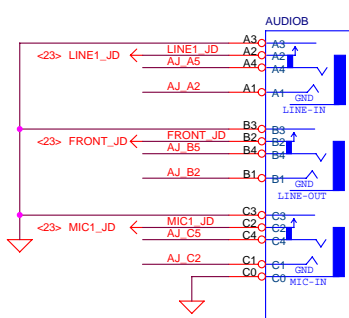 AUDIOB
A3 A3
<23> LINE1_JD LINE1_JD A2 A2
AJ_A5 A4 A4
AJ_A2 A1 A1
GND
LINE-IN
B3 B3
<23> FRONT_JD FRONT_JD B2 B2
AJ_B5 B4 B4
AJ_B2 B1 B1
GND
LINE-OUT
C3 C3
<23> MIC1_JD MIC1_JD C2 C2
AJ_C5 C4 C4
AJ_C2 C1 C1
GND
C0 C0
MIC-IN